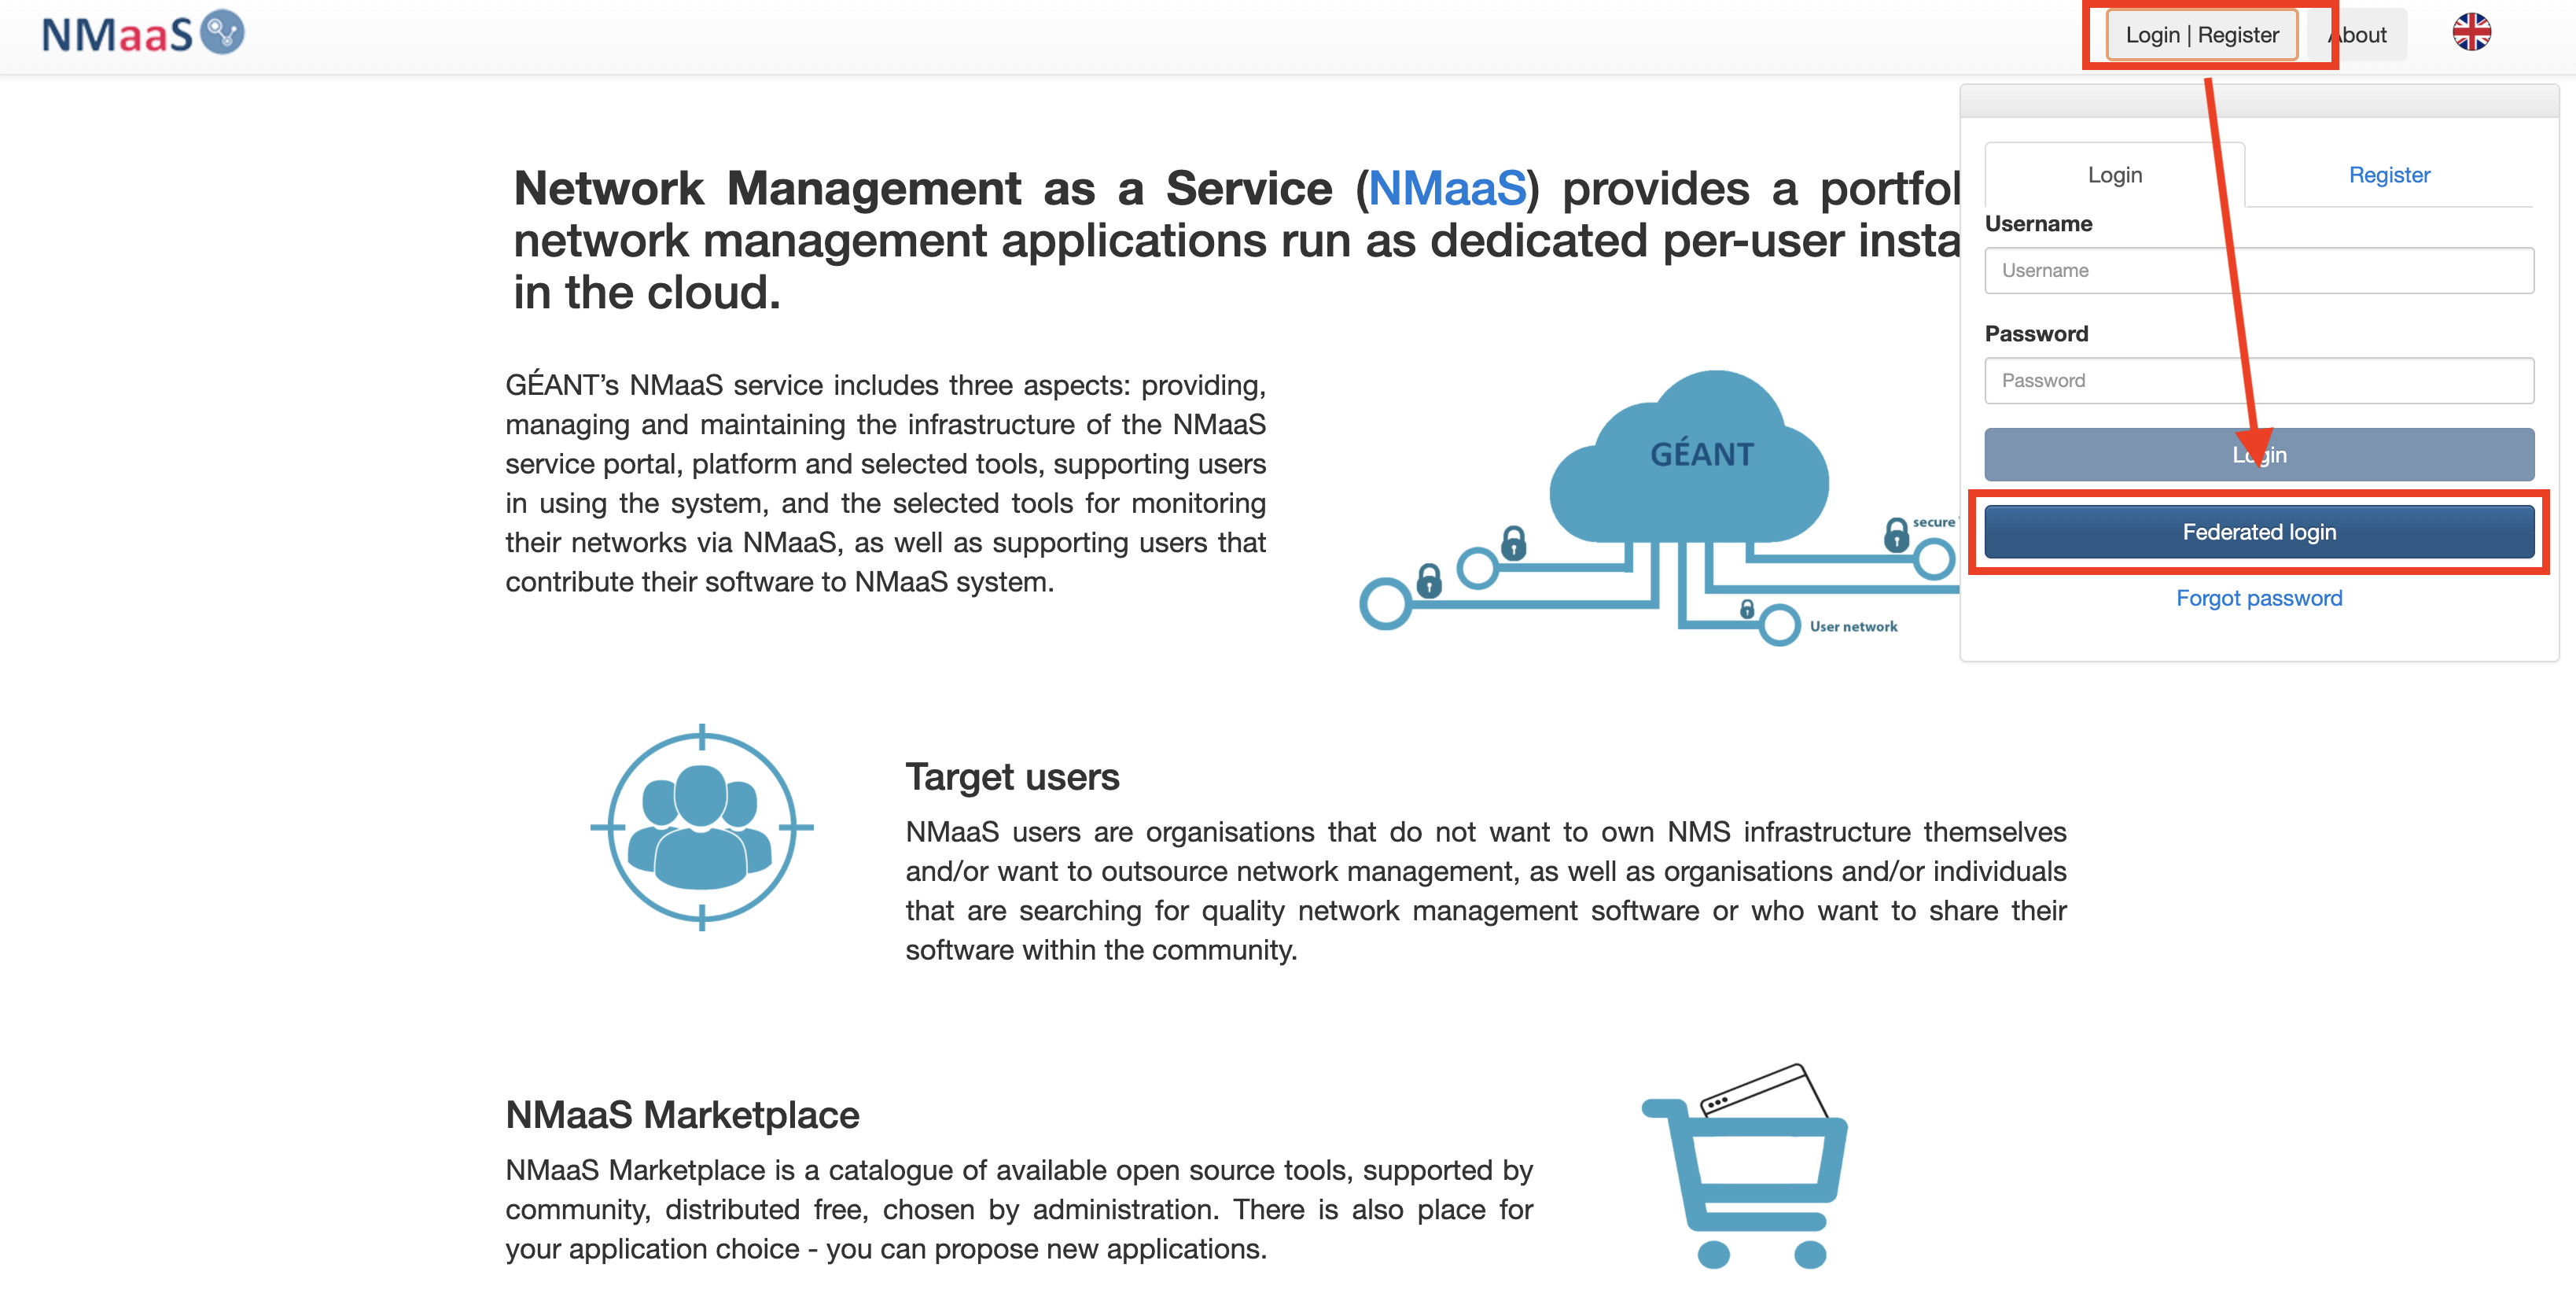 NMaaS
Login | Register
About
Login
Register
Username
Username
Password
Password
Login
Federated login
Forgot password
Network Management as a Service (NMaaS) provides a portfol
network management applications run as dedicated per-user insta
in the cloud.
GÉANT’s NMaaS service includes three aspects: providing,
managing and maintaining the infrastructure of the NMaaS
service portal, platform and selected tools, supporting users
in using the system, and the selected tools for monitoring
their networks via NMaaS, as well as supporting users that
contribute their software to NMaaS system.
GÉANT
secure
User network
Target users
NMaaS users are organisations that do not want to own NMS infrastructure themselves
and/or want to outsource network management, as well as organisations and/or individuals
that are searching for quality network management software or who want to share their
software within the community.
NMaaS Marketplace
NMaaS Marketplace is a catalogue of available open source tools, supported by
community, distributed free, chosen by administration. There is also place for
your application choice - you can propose new applications.